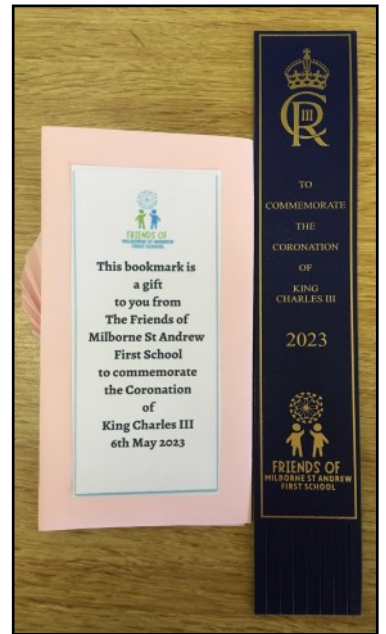 FRIENDS OF
MILBORNE ST ANDREW
FIRST SCHOOL
This bookmark is
a gift
to you from
The Friends of
Milborne St Andrew
First School
to commemorate
the Coronation
of
King Charles III
6th May 2023
CR III
TO
COMMEMORATE
THE
CORONATION
OF
KING
CHARLES III
2023
FRIENDS OF
MILBORNE ST ANDREW
FIRST SCHOOL